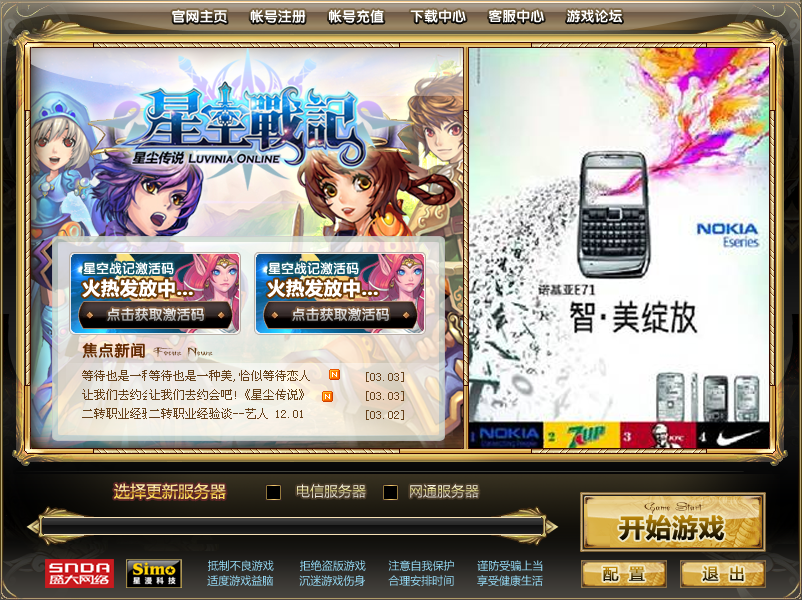 官网主页 帐号注册 帐号充值 下载中心 客服中心 游戏论坛
星空戰記
星尘传说 LUVINIA ONLINE
星空战记激活码
火热发放中...
点击获取激活码
星空战记激活码
火热发放中...
点击获取激活码
焦点新闻 Focus News
等待也是一种等待也是一种美,恰似等待恋人 N [03.03]
让我们去约会让我们去约会吧!《星尘传说》 N [03.03]
二转职业经验二转职业经验谈--艺人 12.01 [03.02]
NOKIA
Eseries
诺基亚E71
智·美绽放
1 NOKIA 2 7UP 3 KFC 4
选择更新服务器 电信服务器 网通服务器
Game Start
开始游戏
配置 退出
SNDA
盛大网络
Simo
星漫科技
抵制不良游戏 拒绝盗版游戏 注意自我保护 谨防受骗上当
适度游戏益脑 沉迷游戏伤身 合理安排时间 享受健康生活